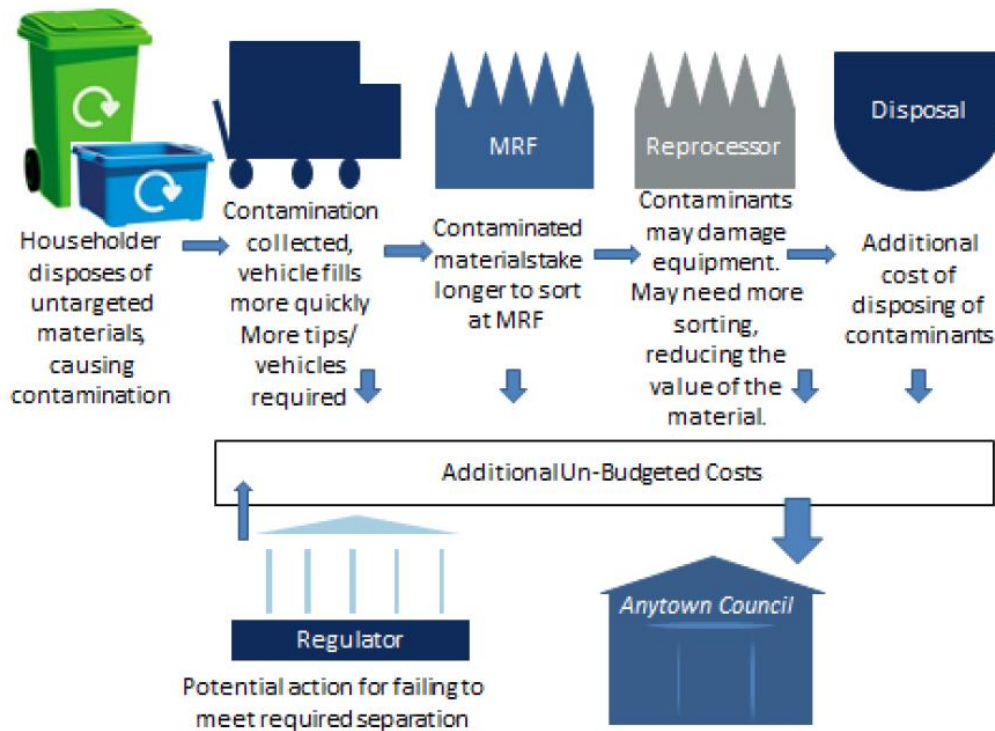 MRF
Reprocessor
Disposal
Householder
disposes of
untargeted
materials,
causing
contamination
Contamination
collected,
vehicle fills
more quickly
More tips/
vehicles
required
Contaminated
materialstake
longer to sort
at MRF
Contaminants
may damage
equipment.
May need more
sorting,
reducing the
value of the
material.
Additional
cost of
disposing of
contaminants
Additional Un-Budgeted Costs
Regulator
Potential action for failing to
meet required separation
Anytown Council